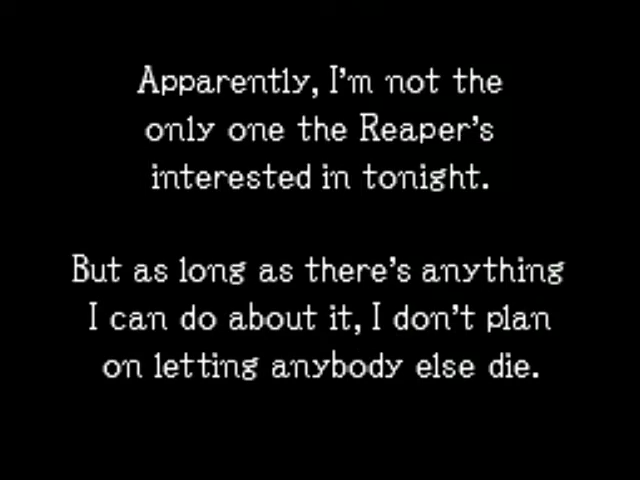 Apparently, I'm not the
only one the Reaper's
interested in tonight.
But as long as there's anything
I can do about it, I don't plan
on letting anybody else die.